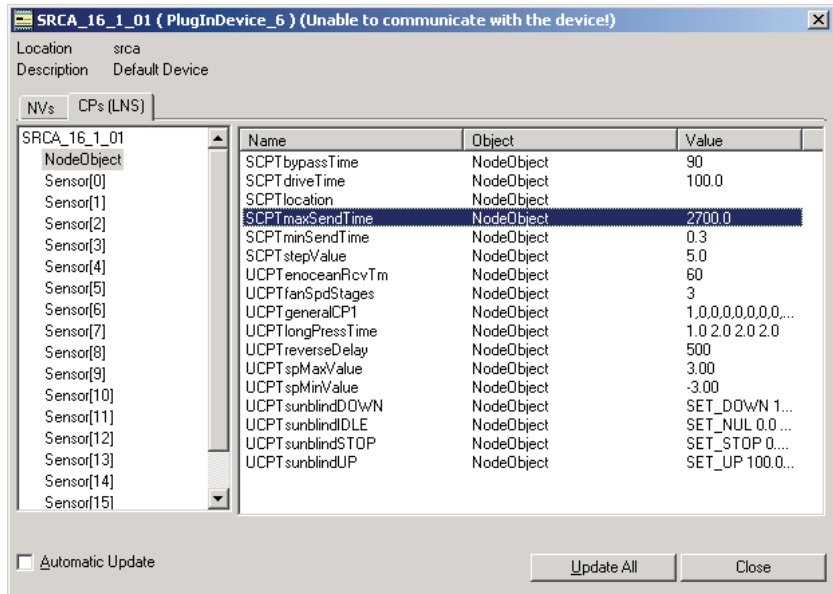 SRCA_16_1_01 ( PlugInDevice_6 ) (Unable to communicate with the device!)
Location srca
Description Default Device
NVs CPs (LNS)
SRCA_16_1_01
NodeObject
Sensor[0]
Sensor[1]
Sensor[2]
Sensor[3]
Sensor[4]
Sensor[5]
Sensor[6]
Sensor[7]
Sensor[8]
Sensor[9]
Sensor[10]
Sensor[11]
Sensor[12]
Sensor[13]
Sensor[14]
Sensor[15]
Name Object Value
SCPTbypassTime NodeObject 90
SCPTdriveTime NodeObject 100.0
SCPTlocation NodeObject
SCPTmaxSendTime NodeObject 2700.0
SCPTminSendTime NodeObject 0.3
SCPTstepValue NodeObject 5.0
UCPTenoceanRcvTm NodeObject 60
UCPTfanSpdStages NodeObject 3
UCPTgeneralCP1 NodeObject 1,0,0,0,0,0,0,...
UCPTlongPressTime NodeObject 1.0 2.0 2.0 2.0
UCPTreverseDelay NodeObject 500
UCPTspMaxValue NodeObject 3.00
UCPTspMinValue NodeObject -3.00
UCPTsunblindDOWN NodeObject SET_DOWN 1...
UCPTsunblindIDLE NodeObject SET_NUL 0.0 ...
UCPTsunblindSTOP NodeObject SET_STOP 0....
UCPTsunblindUP NodeObject SET_UP 100.0...
Automatic Update
Update All Close